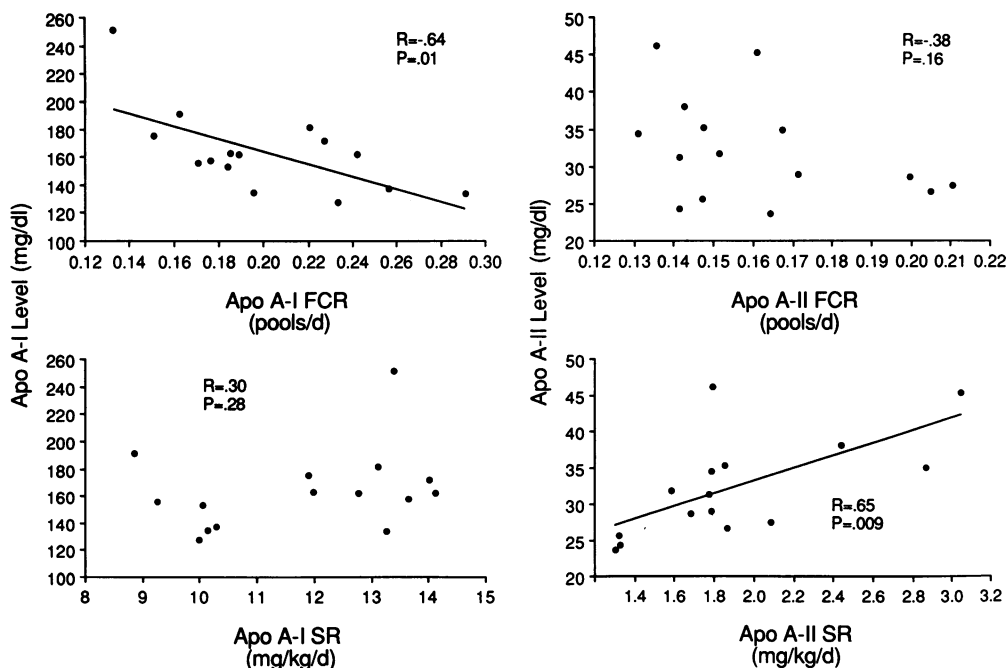 260
240
220
200
180
160
140
120
100
R=-.64
P=.01
0.12 0.14 0.16 0.18 0.20 0.22 0.24 0.26 0.28 0.30
Apo A-I FCR
(pools/d)
50
45
40
35
30
25
20
R=-.38
P=.16
0.12 0.13 0.14 0.15 0.16 0.17 0.18 0.19 0.20 0.21 0.22
Apo A-II FCR
(pools/d)
Apo A-I Level (mg/dl)
Apo A-II Level (mg/dl)
260
240
220
200
180
160
140
120
100
R=.30
P=.28
8 9 10 11 12 13 14 15
Apo A-I SR
(mg/kg/d)
50
45
40
35
30
25
20
R=.65
P=.009
1.4 1.6 1.8 2.0 2.2 2.4 2.6 2.8 3.0 3.2
Apo A-II SR
(mg/kg/d)